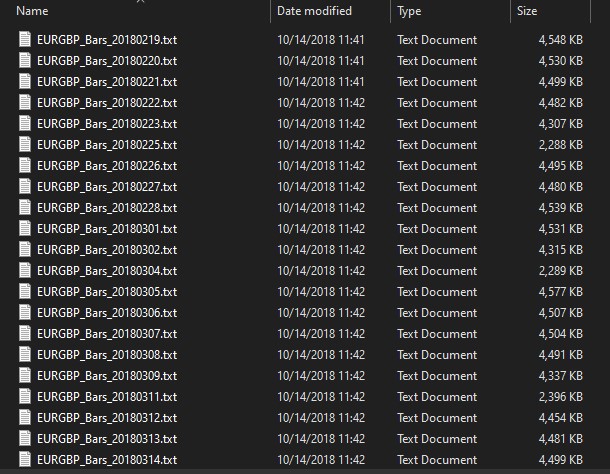 Name Date modified Type Size
EURGBP_Bars_20180219.txt 10/14/2018 11:41 Text Document 4,548 KB
EURGBP_Bars_20180220.txt 10/14/2018 11:41 Text Document 4,530 KB
EURGBP_Bars_20180221.txt 10/14/2018 11:41 Text Document 4,499 KB
EURGBP_Bars_20180222.txt 10/14/2018 11:42 Text Document 4,482 KB
EURGBP_Bars_20180223.txt 10/14/2018 11:42 Text Document 4,307 KB
EURGBP_Bars_20180225.txt 10/14/2018 11:42 Text Document 2,288 KB
EURGBP_Bars_20180226.txt 10/14/2018 11:42 Text Document 4,495 KB
EURGBP_Bars_20180227.txt 10/14/2018 11:42 Text Document 4,480 KB
EURGBP_Bars_20180228.txt 10/14/2018 11:42 Text Document 4,539 KB
EURGBP_Bars_20180301.txt 10/14/2018 11:42 Text Document 4,531 KB
EURGBP_Bars_20180302.txt 10/14/2018 11:42 Text Document 4,315 KB
EURGBP_Bars_20180304.txt 10/14/2018 11:42 Text Document 2,289 KB
EURGBP_Bars_20180305.txt 10/14/2018 11:42 Text Document 4,577 KB
EURGBP_Bars_20180306.txt 10/14/2018 11:42 Text Document 4,507 KB
EURGBP_Bars_20180307.txt 10/14/2018 11:42 Text Document 4,504 KB
EURGBP_Bars_20180308.txt 10/14/2018 11:42 Text Document 4,491 KB
EURGBP_Bars_20180309.txt 10/14/2018 11:42 Text Document 4,337 KB
EURGBP_Bars_20180311.txt 10/14/2018 11:42 Text Document 2,396 KB
EURGBP_Bars_20180312.txt 10/14/2018 11:42 Text Document 4,454 KB
EURGBP_Bars_20180313.txt 10/14/2018 11:42 Text Document 4,481 KB
EURGBP_Bars_20180314.txt 10/14/2018 11:42 Text Document 4,499 KB